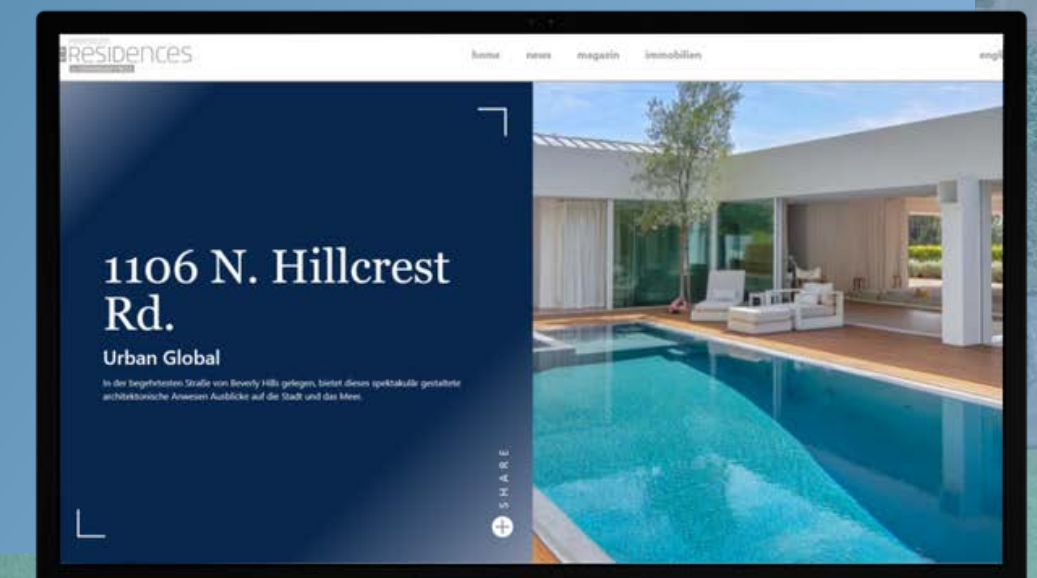 RESIDENCES
home news magazin immobilien
1106 N. Hillcrest
Rd.
Urban Global
In der begehrtesten Straße von Beverly Hills gelegen, bietet dieses spektakulär gestaltete
architektonische Anwesen Ausblicke auf die Stadt und das Meer.
SHARE